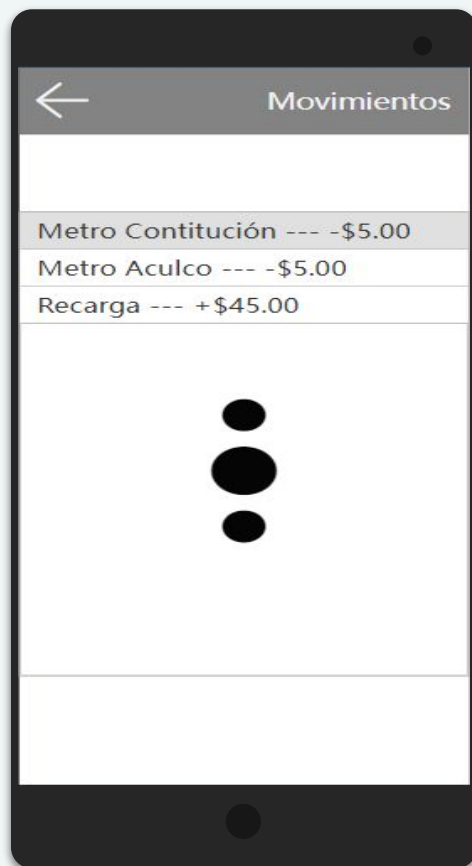 Movimientos
Metro Contitución --- -$5.00
Metro Aculco --- -$5.00
Recarga --- +$45.00